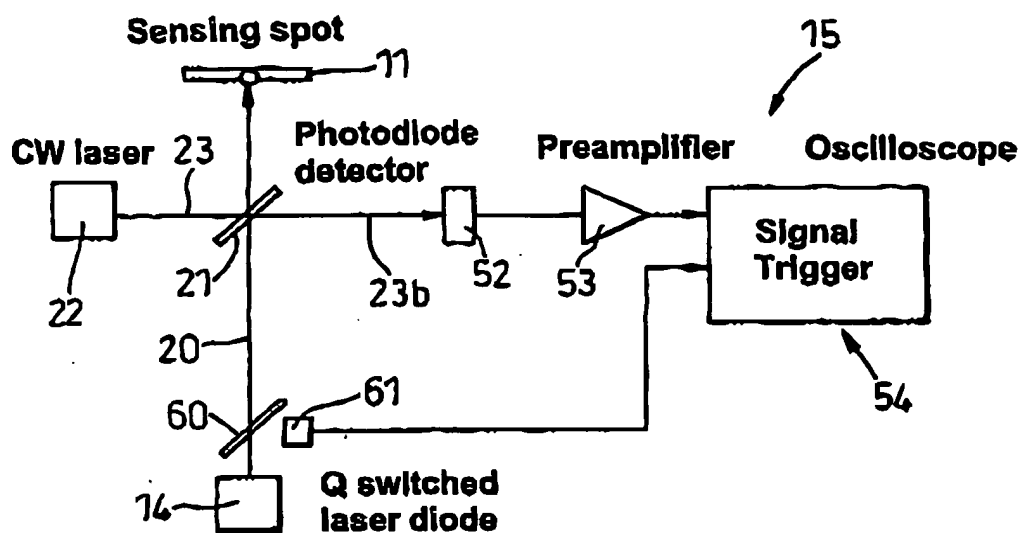 Sensing spot
11
15
CW laser
23
Photodiode
detector
Preamplifier
Oscilloscope
Signal
Trigger
22
21
23b
52
53
20
60
61
54
14
Q switched
laser diode